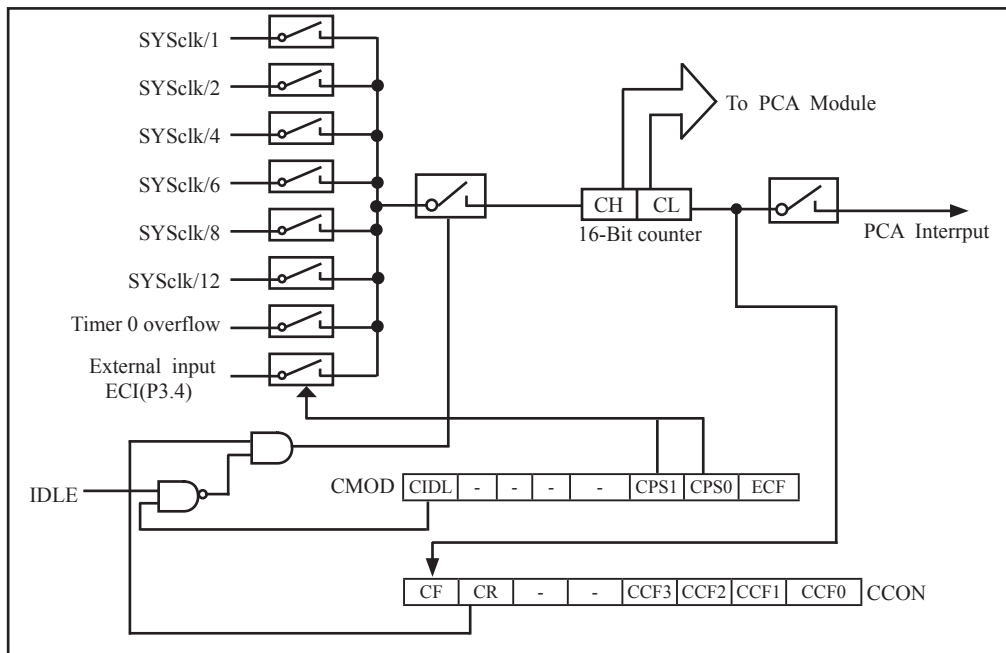 SYSclk/1
SYSclk/2
SYSclk/4
SYSclk/6
SYSclk/8
SYSclk/12
Timer 0 overflow
External input
ECI(P3.4)
To PCA Module
CH CL
16-Bit counter
PCA Interrput
IDLE
CMOD CIDL - - - - CPS1 CPS0 ECF
CF CR - - CCF3 CCF2 CCF1 CCF0 CCON